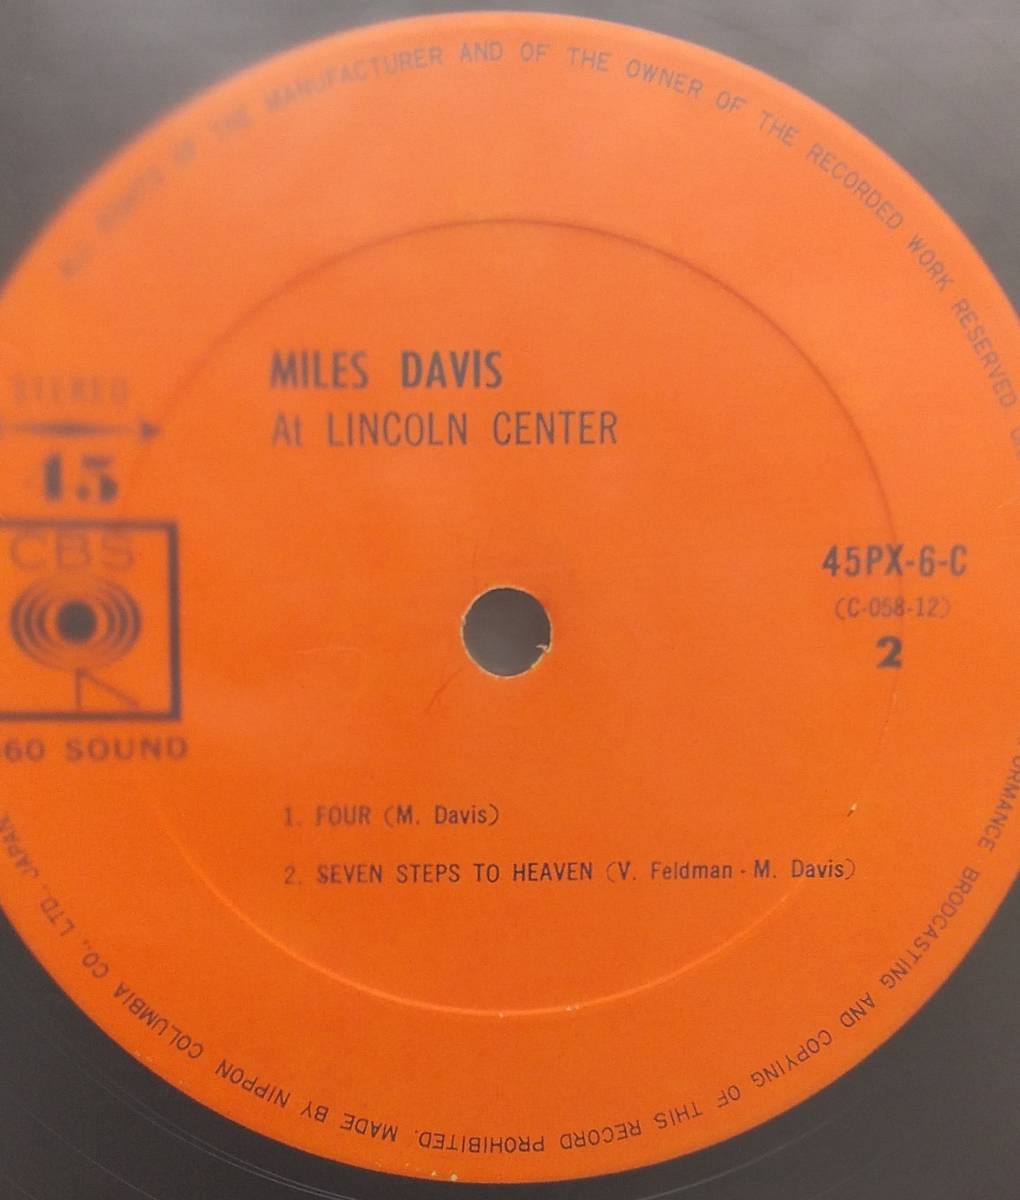 ALL RIGHTS OF THE MANUFACTURER AND OF THE OWNER OF THE RECORDED WORK RESERVED
MILES DAVIS
At LINCOLN CENTER
STEREO
45
CBS
45PX-6-C
(C-058-12)
2
360 SOUND
1. FOUR (M. Davis)
2. SEVEN STEPS TO HEAVEN (V. Feldman · M. Davis)
BRODCASTING AND COPYING OF THIS RECORD PROHIBITED. MADE BY NIPPON COLUMBIA CO., LTD., JAPAN